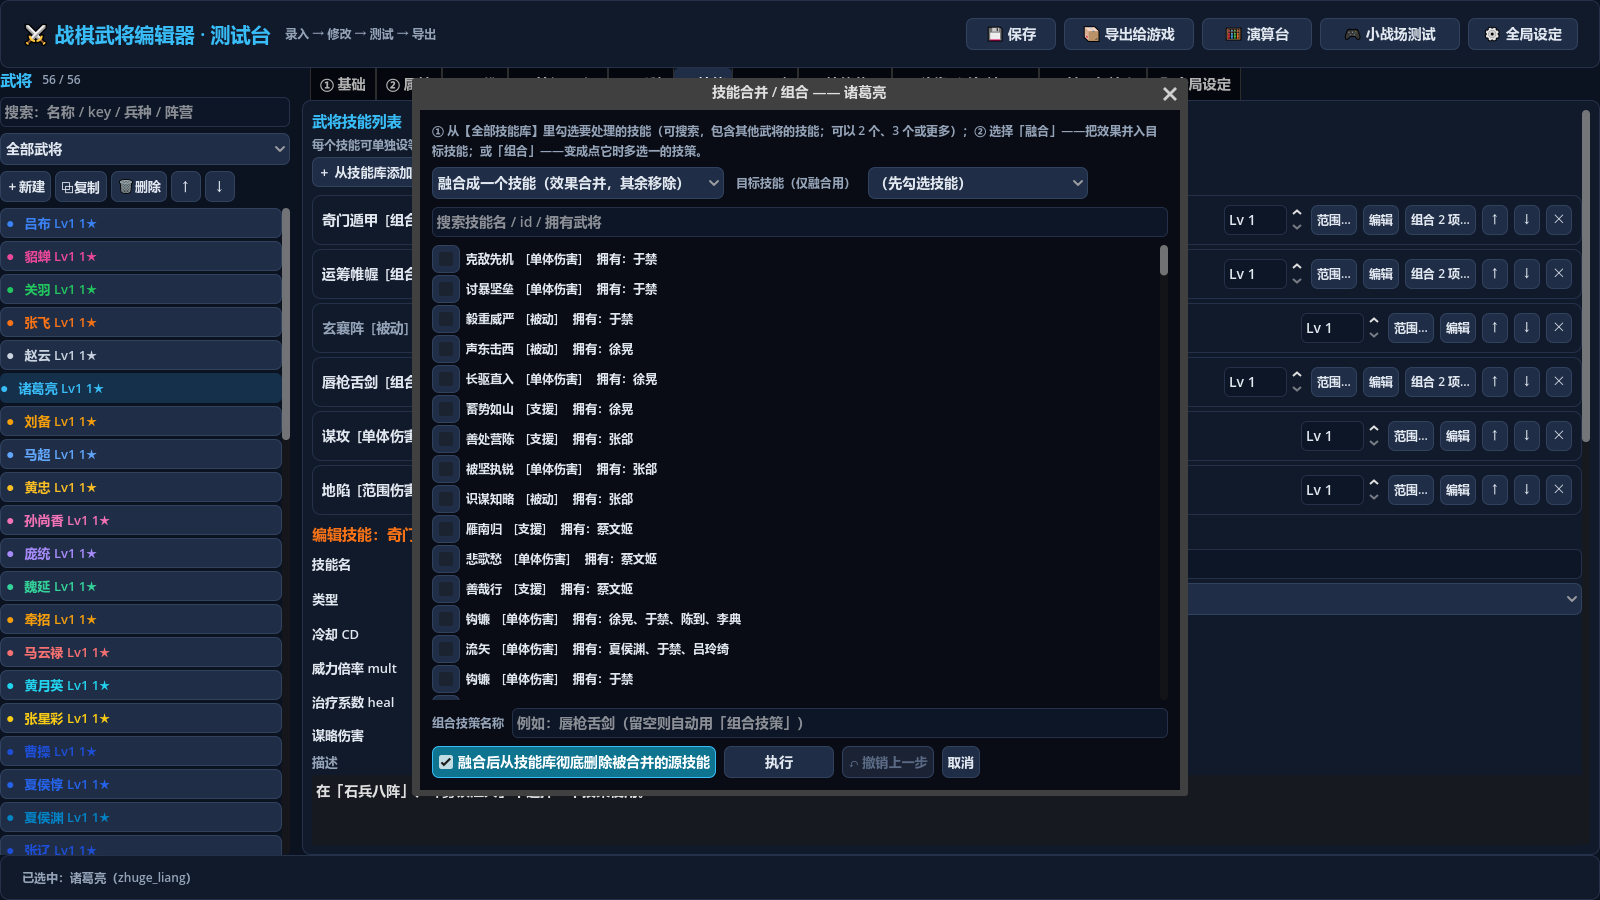 战棋武将编辑器 · 测试台
录入 → 修改 → 测试 → 导出
保存
导出给游戏
演算台
小战场测试
全局设定
武将 56 / 56
搜索：名称 / key / 兵种 / 阵营
全部武将
+新建
复制
删除
↑
↓
吕布 Lv1 1★
貂蝉 Lv1 1★
关羽 Lv1 1★
张飞 Lv1 1★
赵云 Lv1 1★
诸葛亮 Lv1 1★
刘备 Lv1 1★
马超 Lv1 1★
黄忠 Lv1 1★
孙尚香 Lv1 1★
庞统 Lv1 1★
魏延 Lv1 1★
牵招 Lv1 1★
马云禄 Lv1 1★
黄月英 Lv1 1★
张星彩 Lv1 1★
曹操 Lv1 1★
夏侯惇 Lv1 1★
夏侯渊 Lv1 1★
张辽 Lv1 1★
① 基础
②
局设定
武将技能列表
每个技能可单独设
+ 从技能库添加
奇门遁甲 [组合
Lv 1
范围...
编辑
组合 2 项...
↑
↓
×
运筹帷幄 [组合
Lv 1
范围...
编辑
组合 2 项...
↑
↓
×
玄襄阵 [被动]
Lv 1
范围...
编辑
↑
↓
×
唇枪舌剑 [组合
Lv 1
范围...
编辑
组合 2 项...
↑
↓
×
谋攻 [单体伤害
Lv 1
范围...
编辑
↑
↓
×
地陷 [范围伤害
Lv 1
范围...
编辑
↑
↓
×
编辑技能：奇门
技能名
类型
冷却 CD
威力倍率 mult
治疗系数 heal
谋略伤害
描述
在「石兵八阵」
技能合并 / 组合 —— 诸葛亮
① 从【全部技能库】里勾选要处理的技能（可搜索，包含其他武将的技能；可以 2 个、3 个或更多）；② 选择「融合」——把效果并入目
标技能；或「组合」——变成点它时多选一的技策。
融合成一个技能（效果合并，其余移除）
目标技能（仅融合用）
（先勾选技能）
搜索技能名 / id / 拥有武将
克敌先机 [单体伤害] 拥有：于禁
讨暴坚垒 [单体伤害] 拥有：于禁
毅重威严 [被动] 拥有：于禁
声东击西 [被动] 拥有：徐晃
长驱直入 [单体伤害] 拥有：徐晃
蓄势如山 [支援] 拥有：徐晃
善处营陈 [支援] 拥有：张郃
被坚执锐 [单体伤害] 拥有：张郃
识谋知略 [被动] 拥有：张郃
雁南归 [支援] 拥有：蔡文姬
悲歌愁 [单体伤害] 拥有：蔡文姬
善哉行 [支援] 拥有：蔡文姬
钩镰 [单体伤害] 拥有：徐晃、于禁、陈到、李典
流矢 [单体伤害] 拥有：夏侯渊、于禁、吕玲绮
钩镰 [单体伤害] 拥有：于禁
组合技策名称
例如：唇枪舌剑（留空则自动用「组合技策」）
融合后从技能库彻底删除被合并的源技能
执行
撤销上一步
取消
已选中：诸葛亮（zhuge_liang）